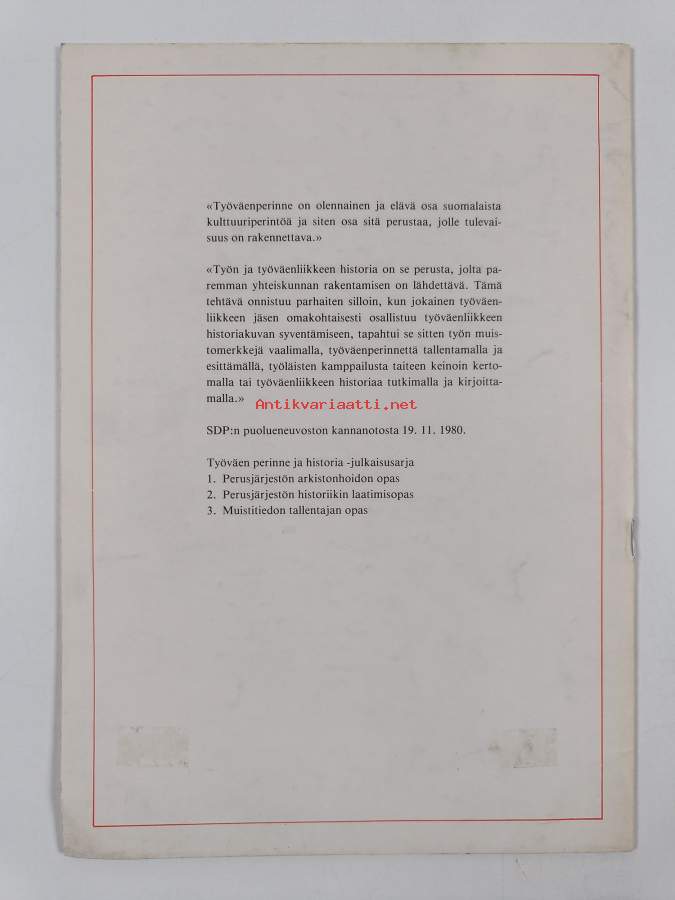 «Työväenperinne on olennainen ja elävä osa suomalaista
kulttuuriperintöä ja siten osa sitä perustaa, jolle tulevai-
suus on rakennettava.»
«Työn ja työväenliikkeen historia on se perusta, jolta pa-
remman yhteiskunnan rakentamisen on lähdettävä. Tämä
tehtävä onnistuu parhaiten silloin, kun jokainen työväen-
liikkeen jäsen omakohtaisesti osallistuu työväenliikkeen
historiakuvan syventämiseen, tapahtui se sitten työn muis-
tomerkkejä vaalimalla, työväenperinnettä tallentamalla ja
esittämällä, työläisten kamppailusta taiteen keinoin kerto-
malla tai työväenliikkeen historiaa tutkimalla ja kirjoitta-
malla.»
Antikvariaatti.net
SDP:n puolueneuvoston kannanotosta 19. 11. 1980.
Työväen perinne ja historia -julkaisusarja
1. Perusjärjestön arkistonhoidon opas
2. Perusjärjestön historiikin laatimisopas
3. Muistitiedon tallentajan opas